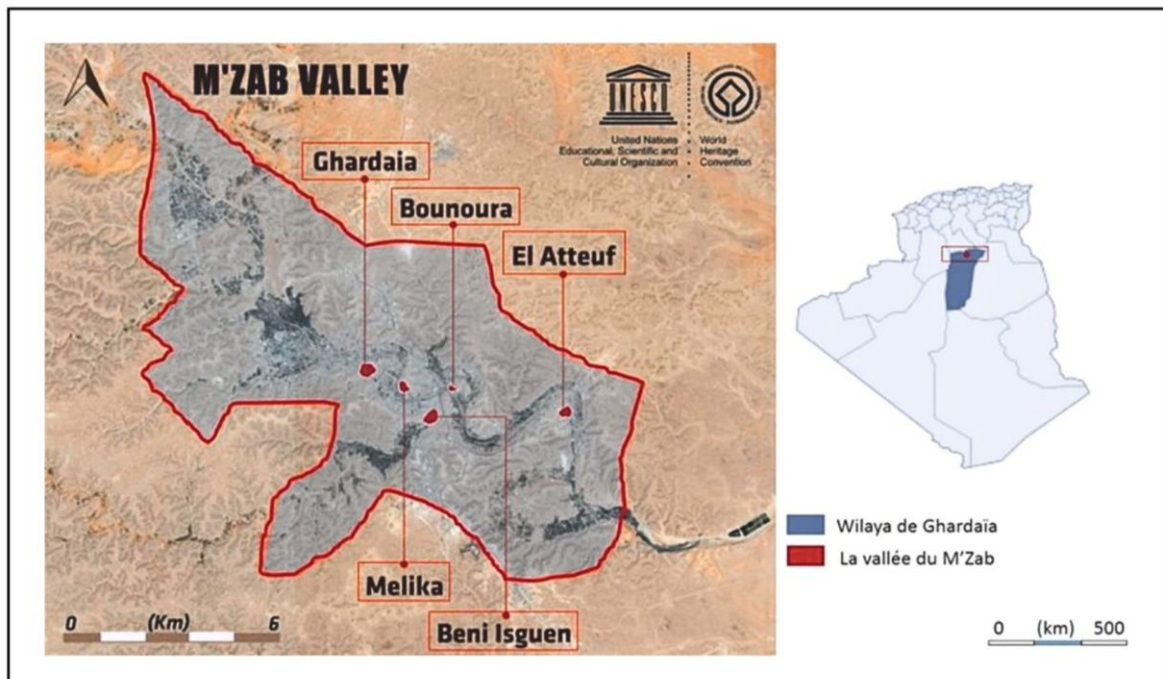 M'ZAB VALLEY
UNESCO
United Nations
Educational, Scientific and
Cultural Organization
World
Heritage
Convention
Ghardaia
Bounoura
El Atteuf
Melika
Beni Isguen
0 (Km) 6
Wilaya de Ghardaïa
La vallée du M'Zab
0 (km) 500